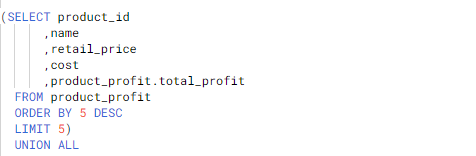 (SELECT product_id
,name
,retail_price
,cost
,product_profit.total_profit
FROM product_profit
ORDER BY 5 DESC
LIMIT 5)
UNION ALL